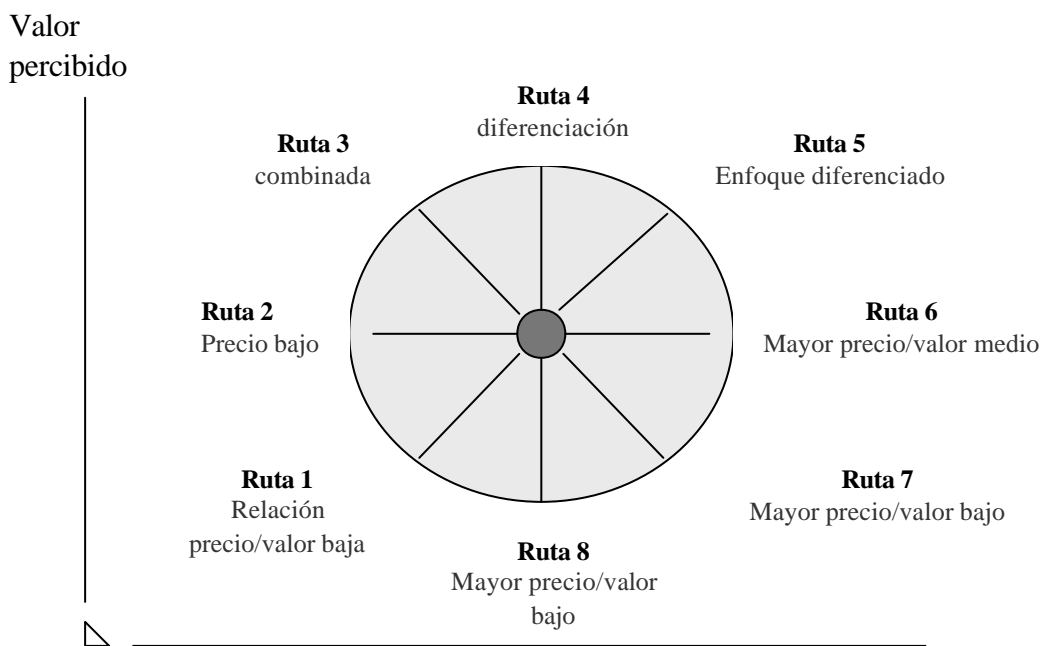 Valor
percibido
Ruta 4
diferenciación
Ruta 3
combinada
Ruta 5
Enfoque diferenciado
Ruta 2
Precio bajo
Ruta 6
Mayor precio/valor medio
Ruta 1
Relación
precio/valor baja
Ruta 7
Mayor precio/valor bajo
Ruta 8
Mayor precio/valor
bajo